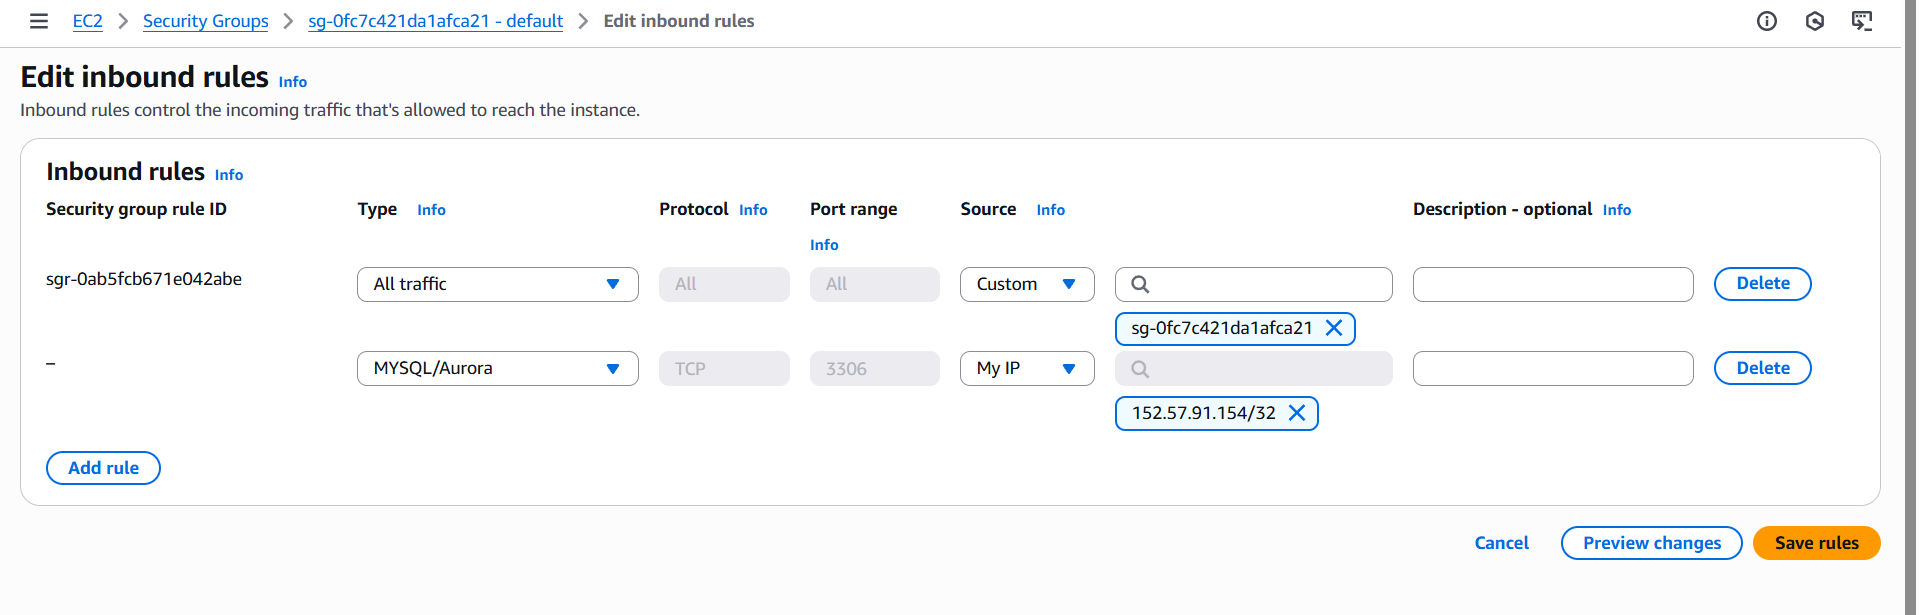 EC2 > Security Groups > sg-0fc7c421da1afca21 - default > Edit inbound rules
Edit inbound rules Info
Inbound rules control the incoming traffic that's allowed to reach the instance.
Inbound rules Info
Security group rule ID Type Info Protocol Info Port range Source Info Description - optional Info
Info
sgr-0ab5fcb671e042abe All traffic All All Custom Delete
sg-0fc7c421da1afca21
– MYSQL/Aurora TCP 3306 My IP Delete
152.57.91.154/32
Add rule
Cancel Preview changes Save rules